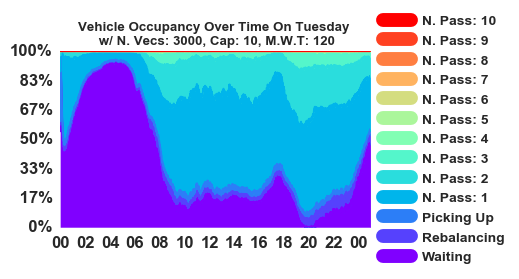 Vehicle Occupancy Over Time On Tuesday
w/ N. Vecs: 3000, Cap: 10, M.W.T: 120
100%
83%
67%
50%
33%
17%
0%
00 02 04 06 08 10 12 14 16 18 20 22 00
N. Pass: 10
N. Pass: 9
N. Pass: 8
N. Pass: 7
N. Pass: 6
N. Pass: 5
N. Pass: 4
N. Pass: 3
N. Pass: 2
N. Pass: 1
Picking Up
Rebalancing
Waiting